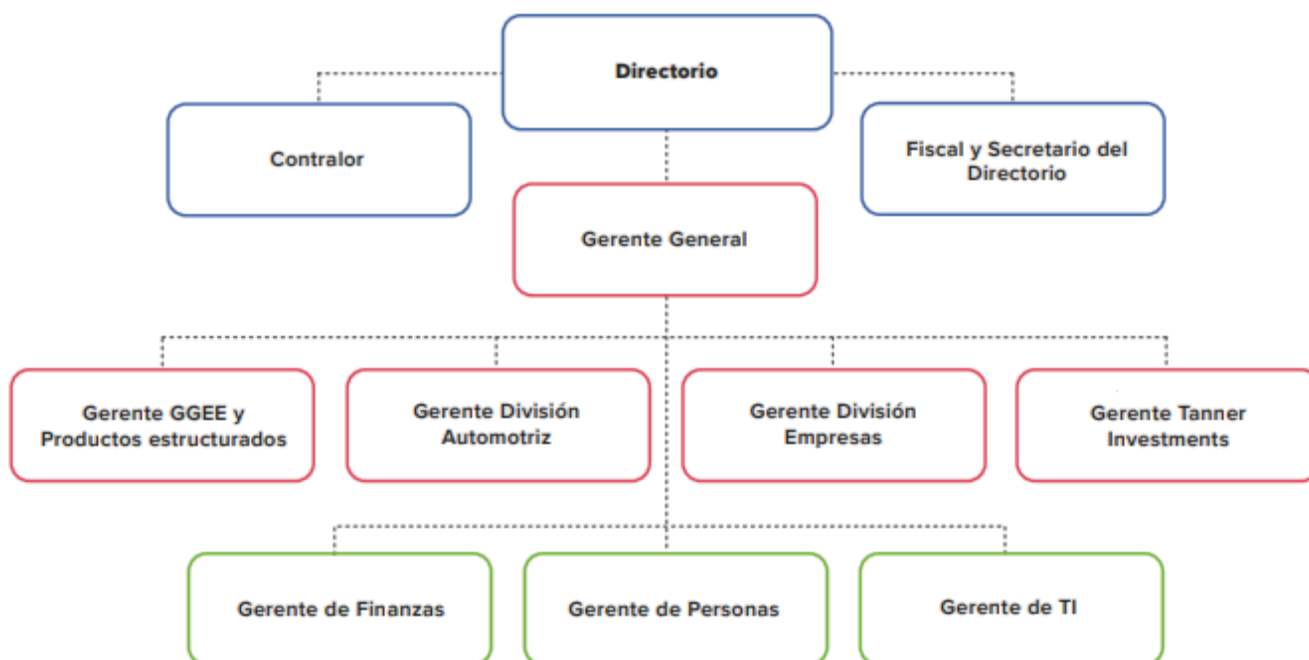 Directorio
Contralor
Fiscal y Secretario del
Directorio
Gerente General
Gerente GGEE y
Productos estructurados
Gerente División
Automotriz
Gerente División
Empresas
Gerente Tanner
Investments
Gerente de Finanzas
Gerente de Personas
Gerente de TI